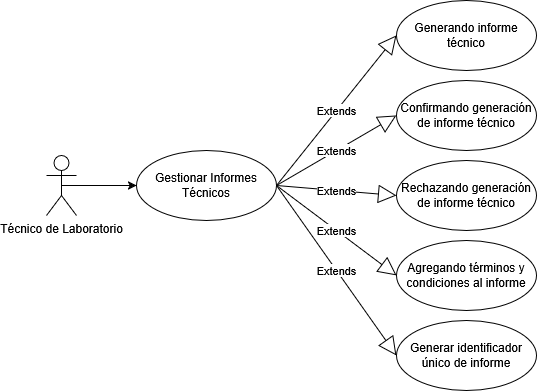 Generando informe
técnico
Extends
Confirmando generación
de informe técnico
Extends
Gestionar Informes
Técnicos
Extends
Rechazando generación
de informe técnico
Técnico de Laboratorio
Extends
Agregando términos y
condiciones al informe
Extends
Generar identificador
único de informe